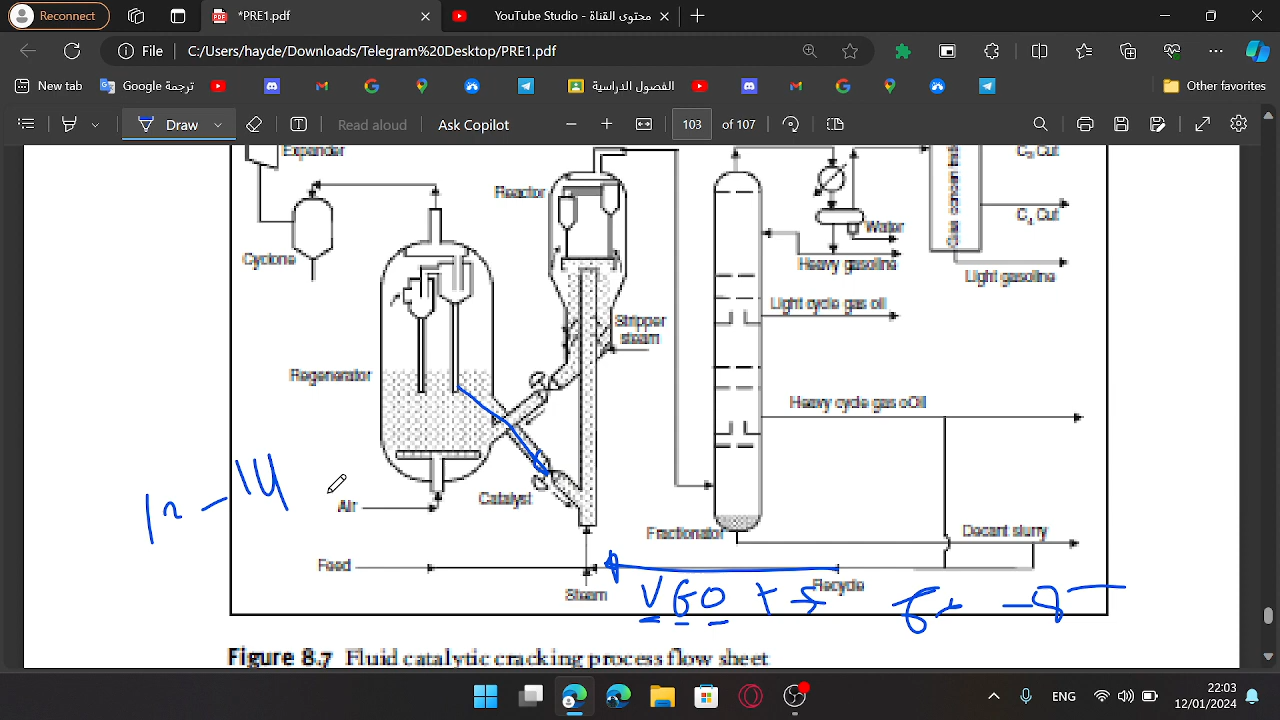 Reconnect
*PRE1.pdf
YouTube Studio - محتوى القناة
File
C:/Users/hayde/Downloads/Telegram%20Desktop/PRE1.pdf
New tab
ترجمة Google
الفصول الدراسية
Other favorites
Draw
Read aloud
Ask Copilot
103
of 107
Expander
Cyclone
Regenerator
Air
Feed
Reactor
Stripper
steam
Catalyst
Steam
Fractionator
Recycle
Water
Heavy gasoline
Light cycle gas oil
Heavy cycle gas oOil
Decant slurry
Gas concen tratio
C₃ Cut
C₄ Cut
Light gasoline
VGO + S
Figure 8.7 Fluid catalytic cracking process flow sheet
ENG
22:03
12/01/2024